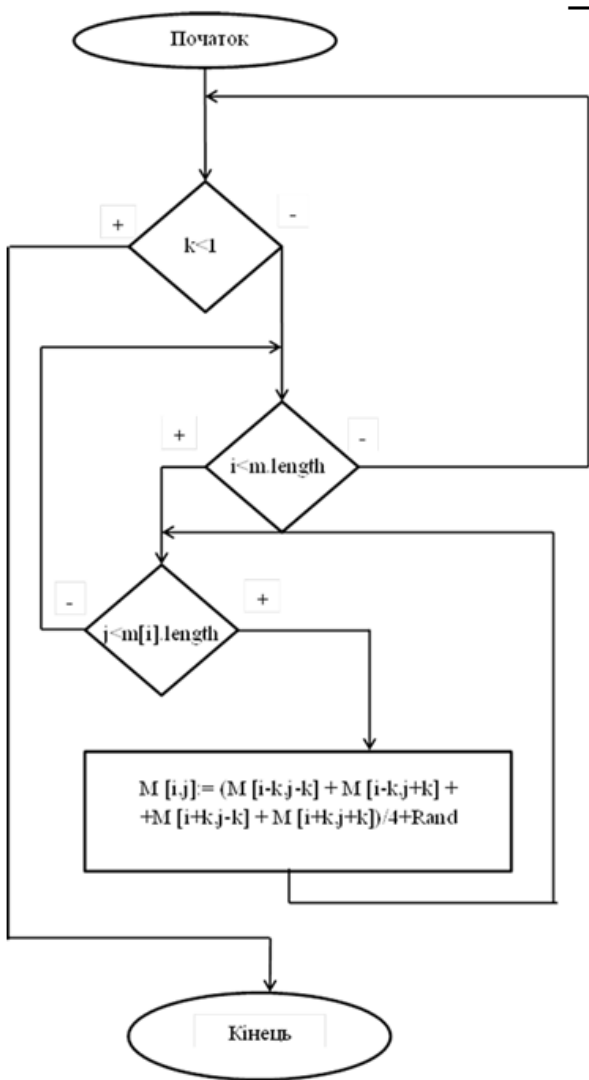 Початок
+
-
k<1
+
-
i<m.length
-
+
j<m[i].length
M [i,j]:= (M [i-k,j-k] + M [i-k,j+k] +
+M [i+k,j-k] + M [i+k,j+k])/4+Rand
Кінець